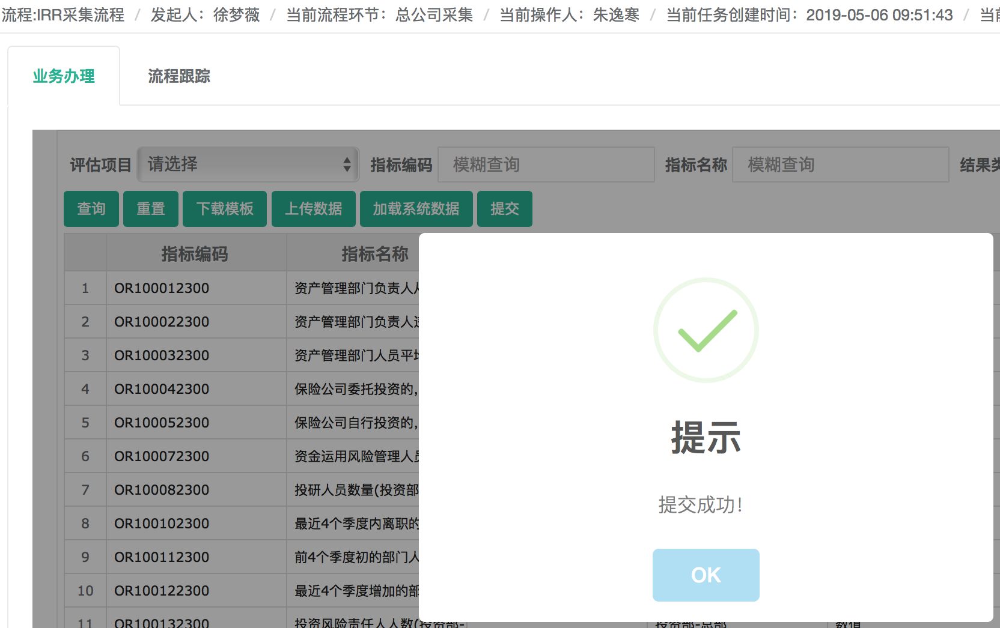 流程:IRR采集流程 / 发起人：徐梦薇 / 当前流程环节：总公司采集 / 当前操作人：朱逸寒 / 当前任务创建时间：2019-05-06 09:51:43 / 当
业务办理 流程跟踪
评估项目 请选择 指标编码 模糊查询 指标名称 模糊查询 结果
查询 重置 下载模板 上传数据 加载系统数据 提交
指标编码 指标名称
1 OR100012300 资产管理部门负责人
2 OR100022300 资产管理部门负责人
3 OR100032300 资产管理部门人员平
4 OR100042300 保险公司委托投资的,
5 OR100052300 保险公司自行投资的,
6 OR100072300 资金运用风险管理人员
7 OR100082300 投研人员数量(投资部
8 OR100102300 最近4个季度内离职的
9 OR100112300 前4个季度初的部门人
10 OR100122300 最近4个季度增加的部
11 OR100132300 投资风险责任人人数(投资部- 投资部-总部 数值
提示
提交成功!
OK